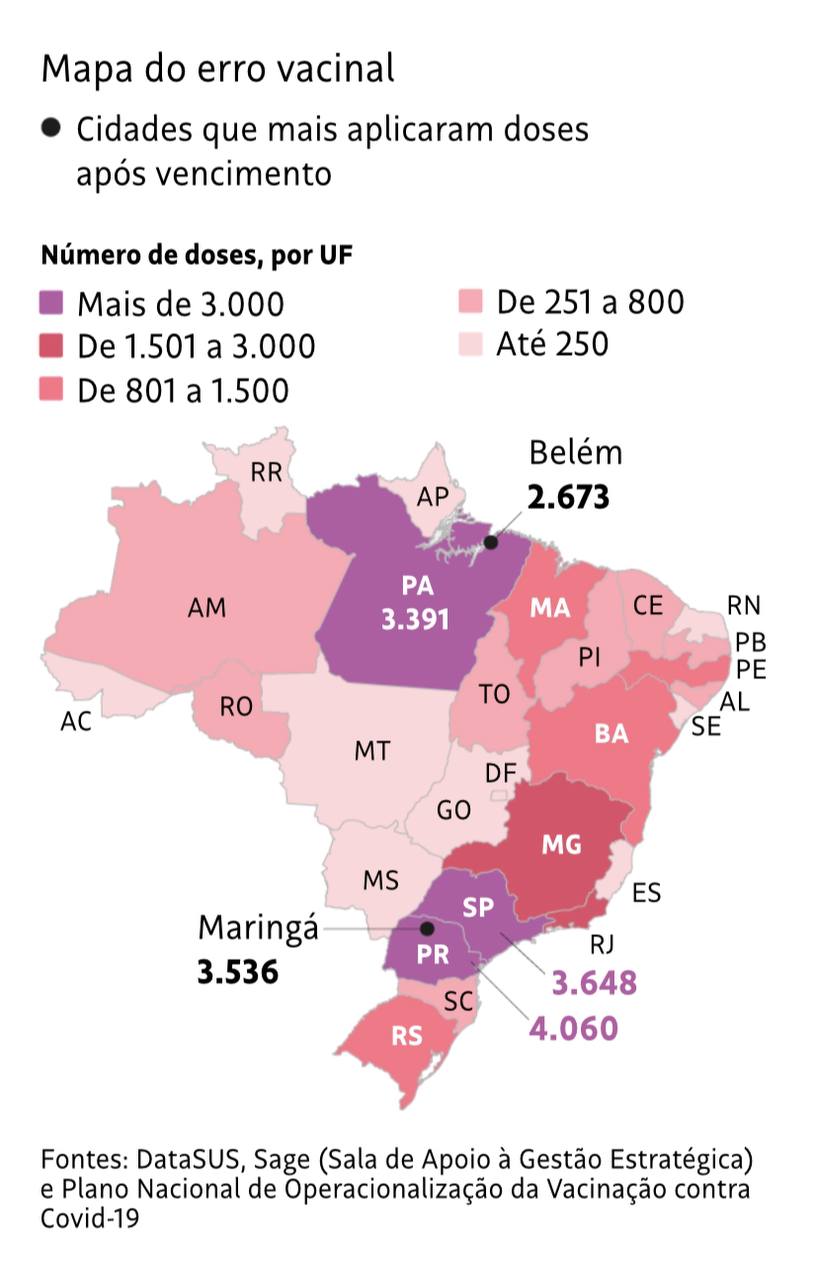 Mapa do erro vacinal
Cidades que mais aplicaram doses
após vencimento
Número de doses, por UF
Mais de 3.000
De 1.501 a 3.000
De 801 a 1.500
De 251 a 800
Até 250
Belém
2.673
RR
AP
PA
3.391
AM
MA
CE
RN
PB
PE
PI
AL
SE
TO
RO
AC
BA
MT
DF
GO
MG
MS
ES
SP
Maringá
3.536
PR
RJ
3.648
4.060
SC
RS
Fontes: DataSUS, Sage (Sala de Apoio à Gestão Estratégica)
e Plano Nacional de Operacionalização da Vacinação contra
Covid-19